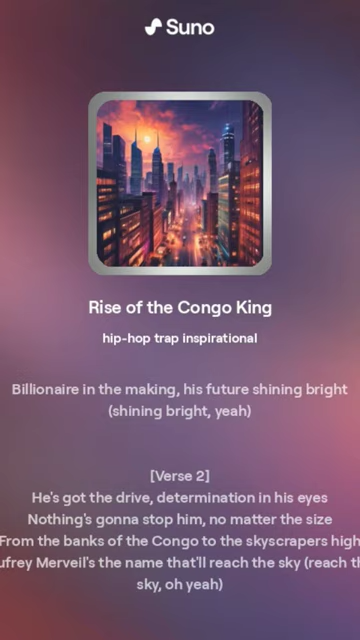 Suno
Rise of the Congo King
hip-hop trap inspirational
Billionaire in the making, his future shining bright
(shining bright, yeah)
[Verse 2]
He's got the drive, determination in his eyes
Nothing's gonna stop him, no matter the size
From the banks of the Congo to the skyscrapers high
Merveil's the name that'll reach the sky (reach
sky, oh yeah)